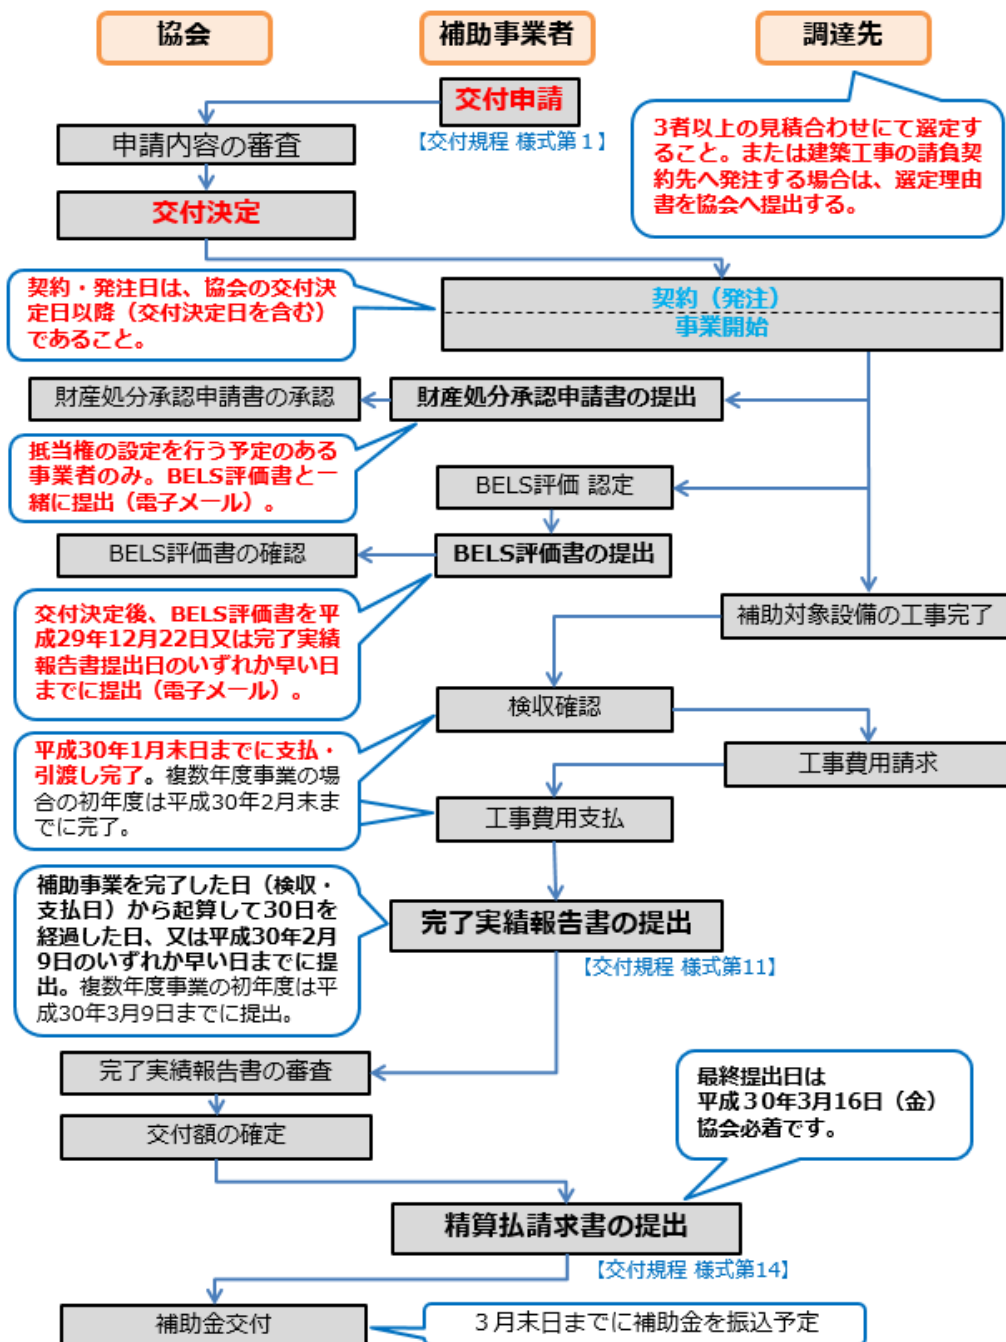 協会
補助事業者
調達先
交付申請
【交付規程 様式第１】
申請内容の審査
3者以上の見積合わせにて選定す
ること。または建築工事の請負契
約先へ発注する場合は、選定理由
書を協会へ提出する。
交付決定
契約・発注日は、協会の交付決
定日以降（交付決定日を含む）
であること。
契約（発注）
事業開始
財産処分承認申請書の承認
財産処分承認申請書の提出
抵当権の設定を行う予定のある
事業者のみ。BELS評価書と一
緒に提出（電子メール）。
BELS評価 認定
BELS評価書の確認
BELS評価書の提出
交付決定後、BELS評価書を平
成29年12月22日又は完了実績
報告書提出日のいずれか早い日
までに提出（電子メール）。
補助対象設備の工事完了
検収確認
平成30年1月末日までに支払・
引渡し完了。複数年度事業の場
合の初年度は平成30年2月末ま
でに完了。
工事費用請求
工事費用支払
補助事業を完了した日（検収・
支払日）から起算して30日を
経過した日、又は平成30年2月
9日のいずれか早い日までに提
出。複数年度事業の初年度は平
成30年3月9日までに提出。
完了実績報告書の提出
【交付規程 様式第11】
完了実績報告書の審査
最終提出日は
平成３０年3月16日（金）
協会必着です。
交付額の確定
精算払請求書の提出
【交付規程 様式第14】
補助金交付
３月末日までに補助金を振込予定